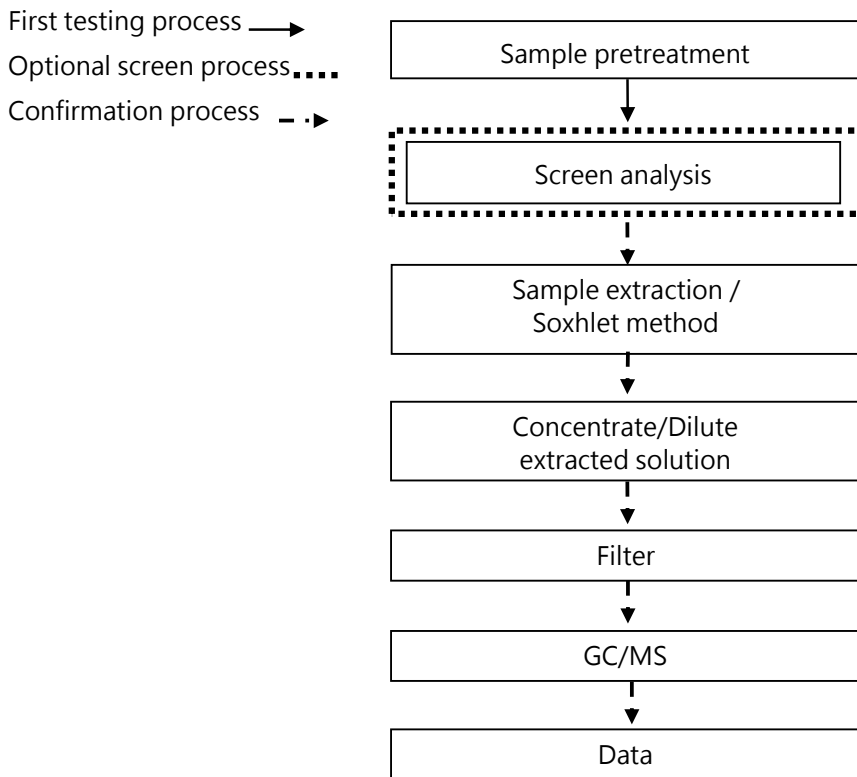 First testing process
Optional screen process
Confirmation process
Sample pretreatment
Screen analysis
Sample extraction /
Soxhlet method
Concentrate/Dilute
extracted solution
Filter
GC/MS
Data